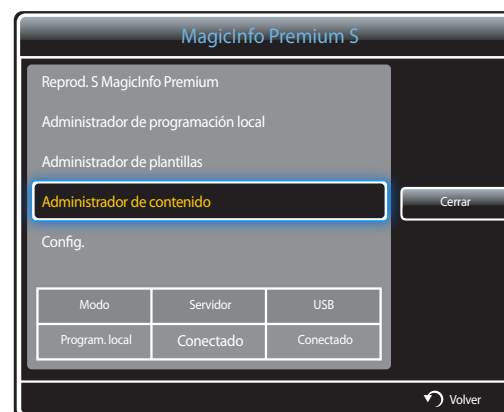 MagicInfo Premium S
Reprod. S MagicInfo Premium
Administrador de programación local
Administrador de plantillas
Administrador de contenido
Cerrar
Config.
Modo Servidor USB
Program. local Conectado Conectado
Volver